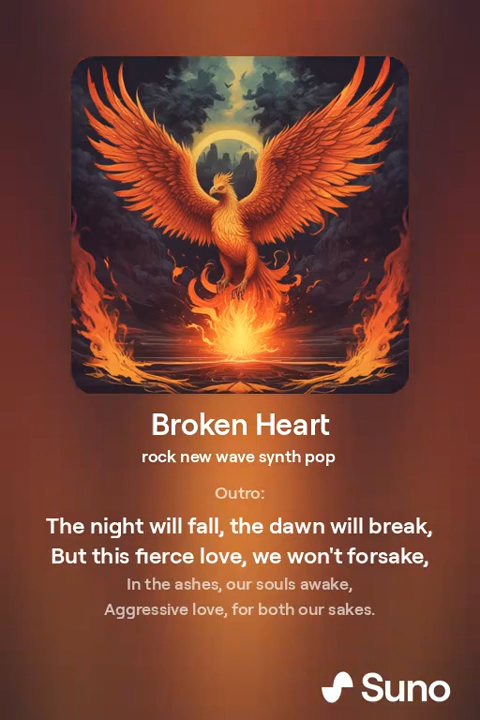 Broken Heart
rock new wave synth pop
Outro:
The night will fall, the dawn will break,
But this fierce love, we won't forsake,
In the ashes, our souls awake,
Aggressive love, for both our sakes.
Suno